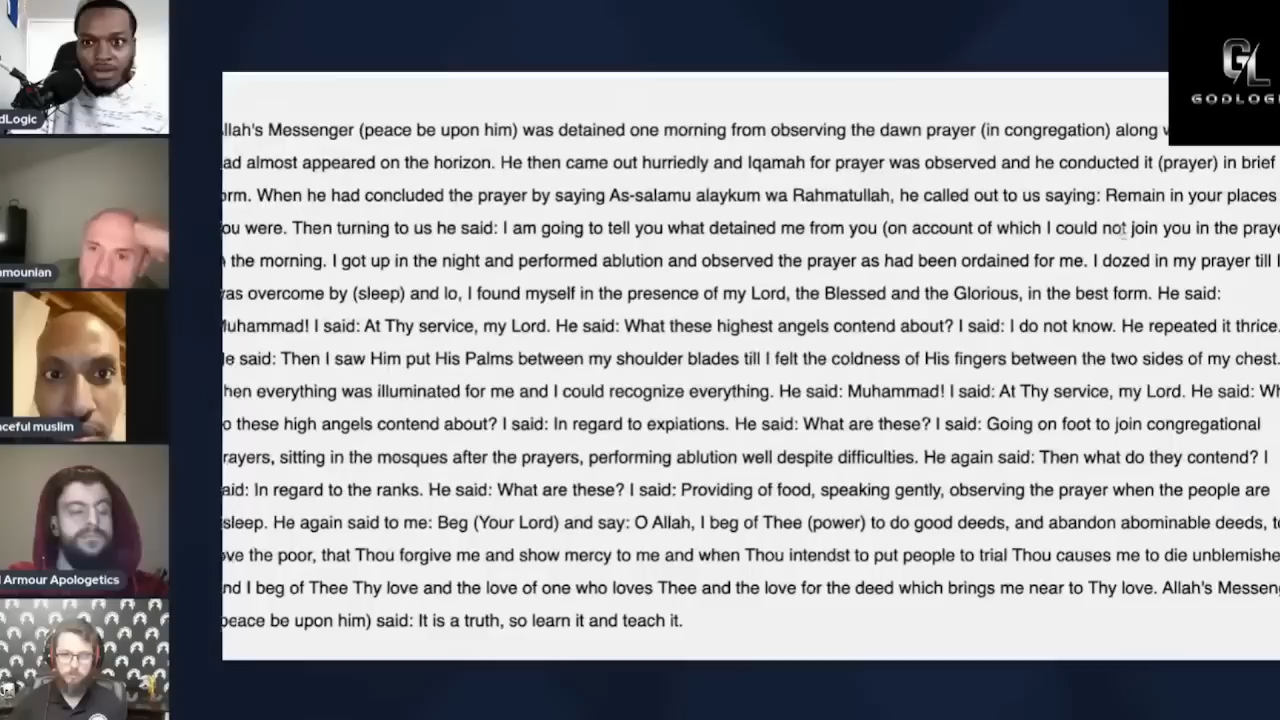 GL
GODLOGI
dLogic
amounian
aceful muslim
l Armour Apologetics
llah's Messenger (peace be upon him) was detained one morning from observing the dawn prayer (in congregation) along
ad almost appeared on the horizon. He then came out hurriedly and Iqamah for prayer was observed and he conducted it (prayer) in brief
orm. When he had concluded the prayer by saying As-salamu alaykum wa Rahmatullah, he called out to us saying: Remain in your places
ou were. Then turning to us he said: I am going to tell you what detained me from you (on account of which I could not join you in the praye
the morning. I got up in the night and performed ablution and observed the prayer as had been ordained for me. I dozed in my prayer till I
as overcome by (sleep) and lo, I found myself in the presence of my Lord, the Blessed and the Glorious, in the best form. He said:
uhammad! I said: At Thy service, my Lord. He said: What these highest angels contend about? I said: I do not know. He repeated it thrice.
e said: Then I saw Him put His Palms between my shoulder blades till I felt the coldness of His fingers between the two sides of my chest.
hen everything was illuminated for me and I could recognize everything. He said: Muhammad! I said: At Thy service, my Lord. He said: Wh
o these high angels contend about? I said: In regard to expiations. He said: What are these? I said: Going on foot to join congregational
rayers, sitting in the mosques after the prayers, performing ablution well despite difficulties. He again said: Then what do they contend? I
aid: In regard to the ranks. He said: What are these? I said: Providing of food, speaking gently, observing the prayer when the people are
sleep. He again said to me: Beg (Your Lord) and say: O Allah, I beg of Thee (power) to do good deeds, and abandon abominable deeds, t
ove the poor, that Thou forgive me and show mercy to me and when Thou intendst to put people to trial Thou causes me to die unblemishe
nd I beg of Thee Thy love and the love of one who loves Thee and the love for the deed which brings me near to Thy love. Allah's Messeng
peace be upon him) said: It is a truth, so learn it and teach it.